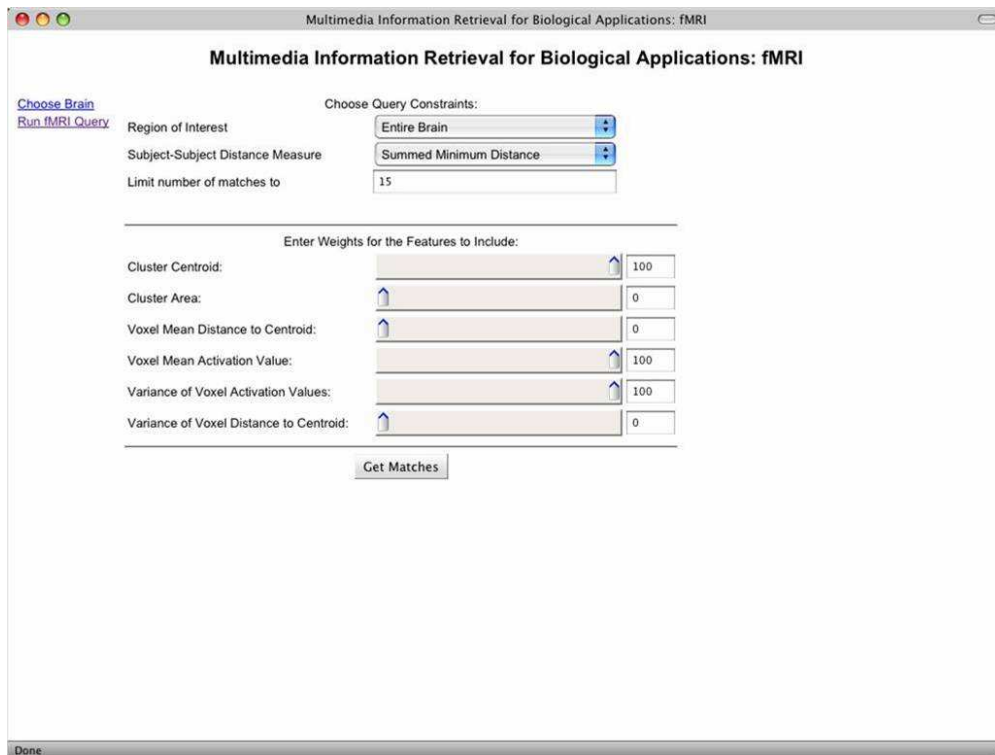 Multimedia Information Retrieval for Biological Applications: fMRI
Multimedia Information Retrieval for Biological Applications: fMRI
Choose Brain
Run fMRI Query
Choose Query Constraints:
Region of Interest Entire Brain
Subject-Subject Distance Measure Summed Minimum Distance
Limit number of matches to 15
Enter Weights for the Features to Include:
Cluster Centroid: 100
Cluster Area: 0
Voxel Mean Distance to Centroid: 0
Voxel Mean Activation Value: 100
Variance of Voxel Activation Values: 100
Variance of Voxel Distance to Centroid: 0
Get Matches
Done